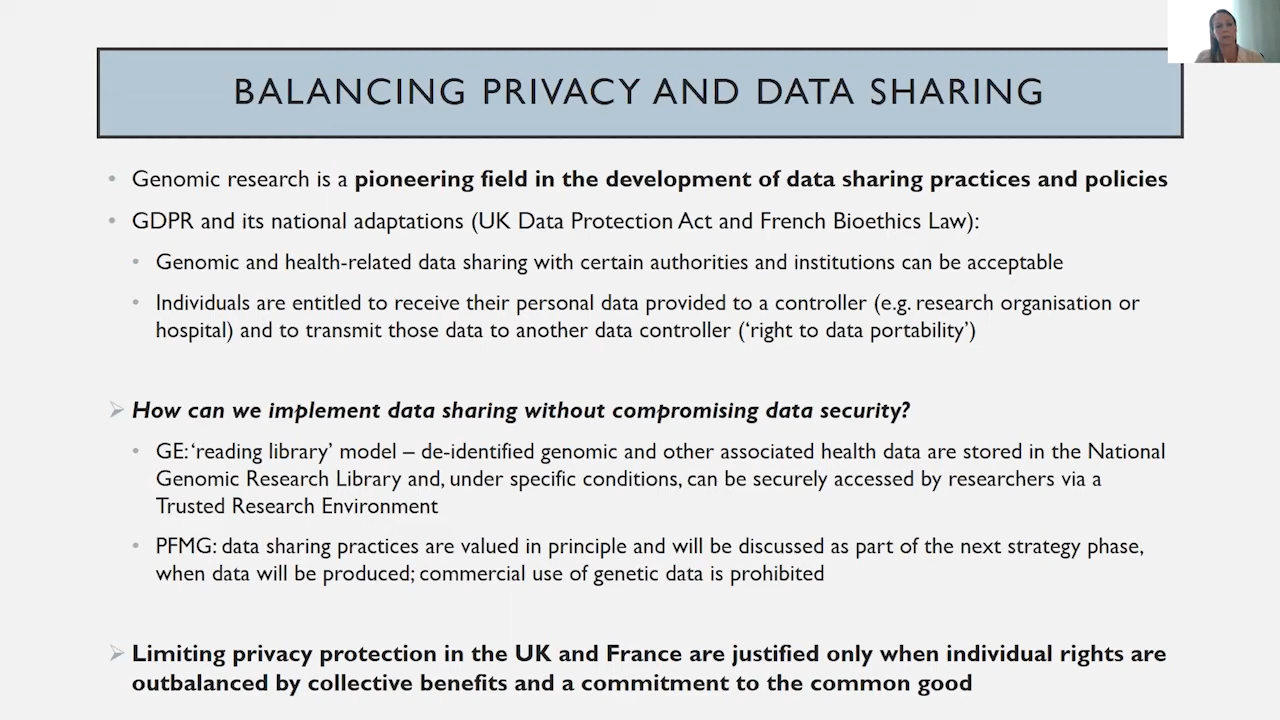 BALANCING PRIVACY AND DATA SHARING
• Genomic research is a pioneering field in the development of data sharing practices and policies
• GDPR and its national adaptations (UK Data Protection Act and French Bioethics Law):
• Genomic and health-related data sharing with certain authorities and institutions can be acceptable
• Individuals are entitled to receive their personal data provided to a controller (e.g. research organisation or
hospital) and to transmit those data to another data controller (‘right to data portability’)
➢ How can we implement data sharing without compromising data security?
• GE: ‘reading library’ model – de-identified genomic and other associated health data are stored in the National
Genomic Research Library and, under specific conditions, can be securely accessed by researchers via a
Trusted Research Environment
• PFMG: data sharing practices are valued in principle and will be discussed as part of the next strategy phase,
when data will be produced; commercial use of genetic data is prohibited
➢ Limiting privacy protection in the UK and France are justified only when individual rights are
outbalanced by collective benefits and a commitment to the common good